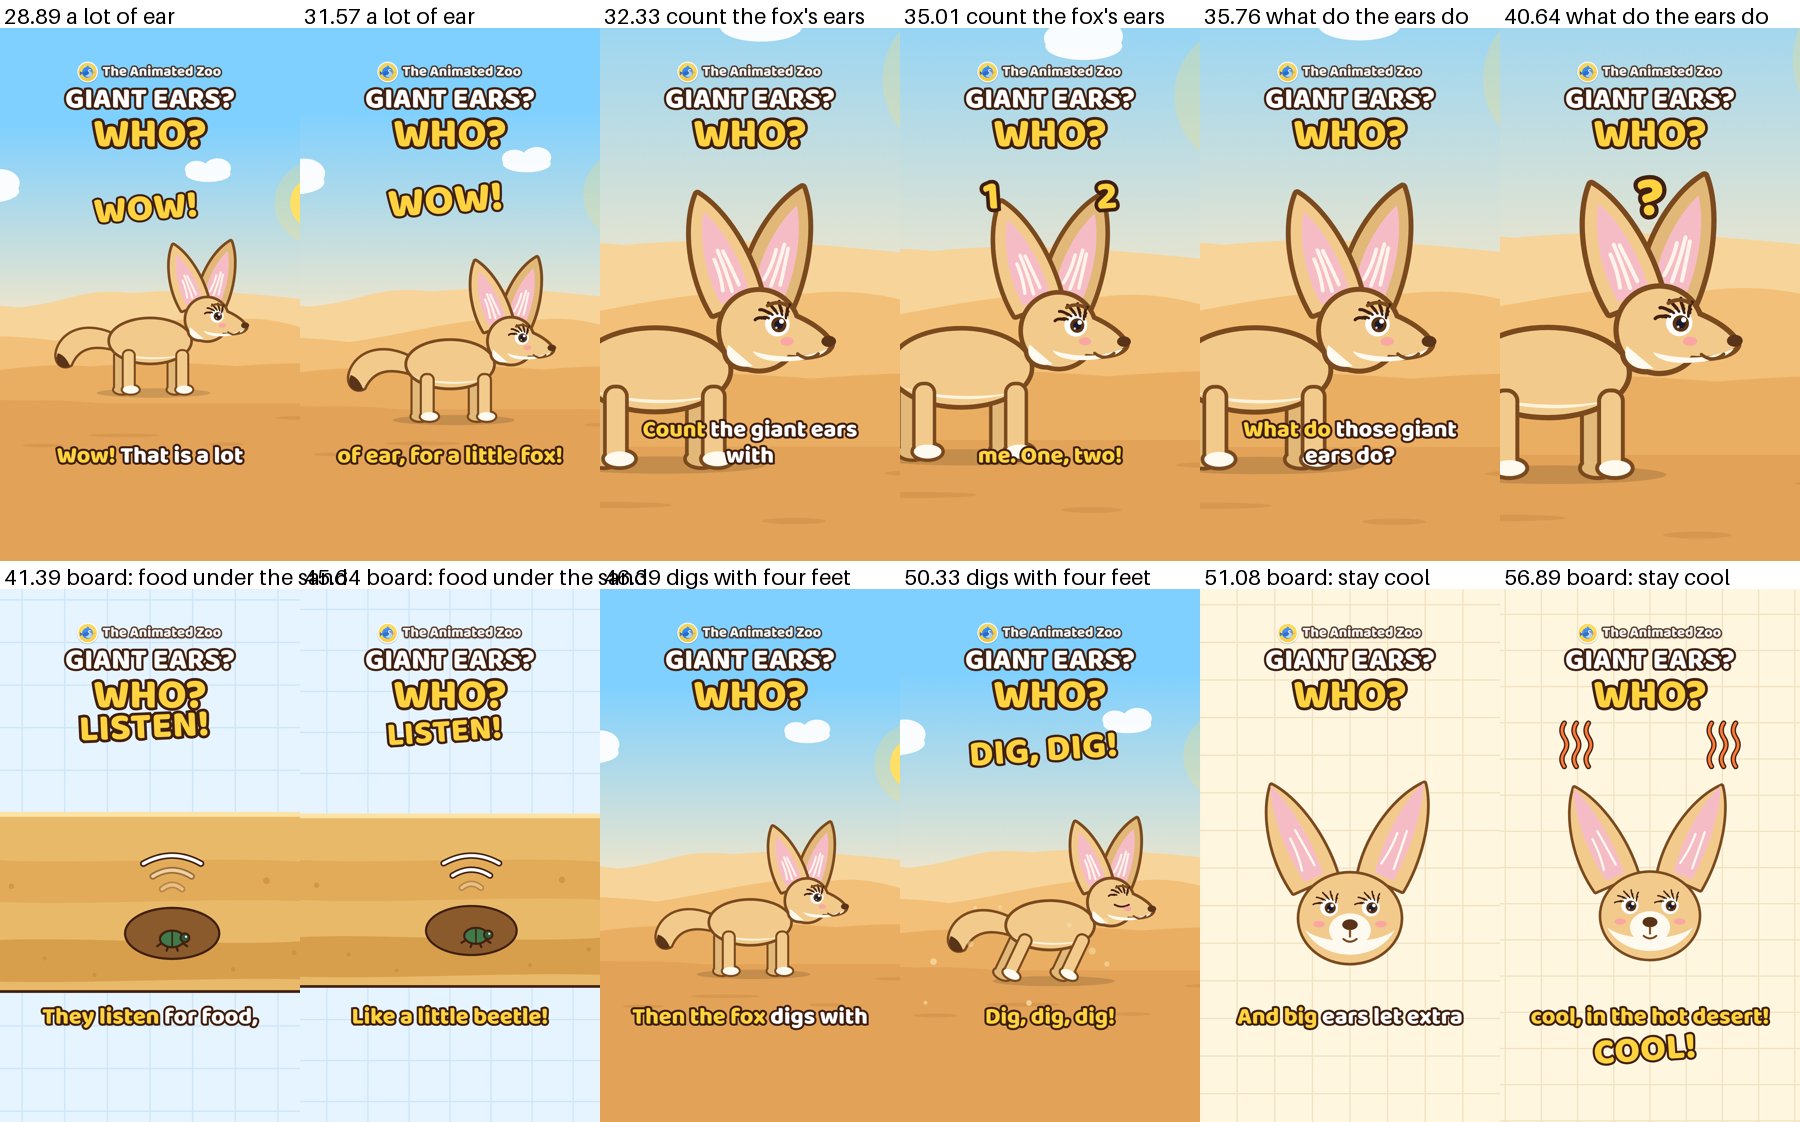 28.89 a lot of ear
The Animated Zoo
GIANT EARS?
WHO?
WOW!
Wow! That is a lot
31.57 a lot of ear
The Animated Zoo
GIANT EARS?
WHO?
WOW!
of ear, for a little fox!
32.33 count the fox's ears
The Animated Zoo
GIANT EARS?
WHO?
Count the giant ears
with
35.01 count the fox's ears
The Animated Zoo
GIANT EARS?
WHO?
1 2
me. One, two!
35.76 what do the ears do
The Animated Zoo
GIANT EARS?
WHO?
What do those giant
ears do?
40.64 what do the ears do
The Animated Zoo
GIANT EARS?
WHO?
?
41.39 board: food under the sand
The Animated Zoo
GIANT EARS?
WHO?
LISTEN!
They listen for food,
board: food under the sand
The Animated Zoo
GIANT EARS?
WHO?
LISTEN!
Like a little beetle!
digs with four feet
The Animated Zoo
GIANT EARS?
WHO?
Then the fox digs with
50.33 digs with four feet
The Animated Zoo
GIANT EARS?
WHO?
DIG, DIG!
Dig, dig, dig!
51.08 board: stay cool
The Animated Zoo
GIANT EARS?
WHO?
And big ears let extra
56.89 board: stay cool
The Animated Zoo
GIANT EARS?
WHO?
cool, in the hot desert!
COOL!